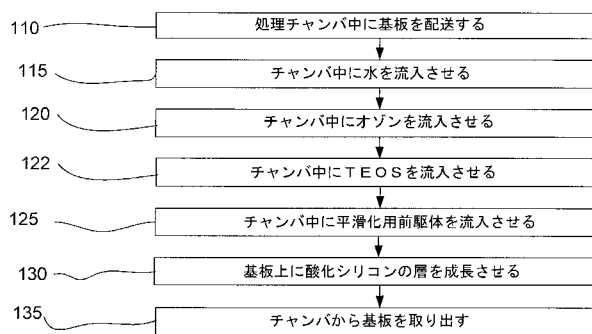 110
処理チャンバ中に基板を配送する
115
チャンバ中に水を流入させる
120
チャンバ中にオゾンを流入させる
122
チャンバ中にTEOSを流入させる
125
チャンバ中に平滑化用前駆体を流入させる
130
基板上に酸化シリコンの層を成長させる
135
チャンバから基板を取り出す